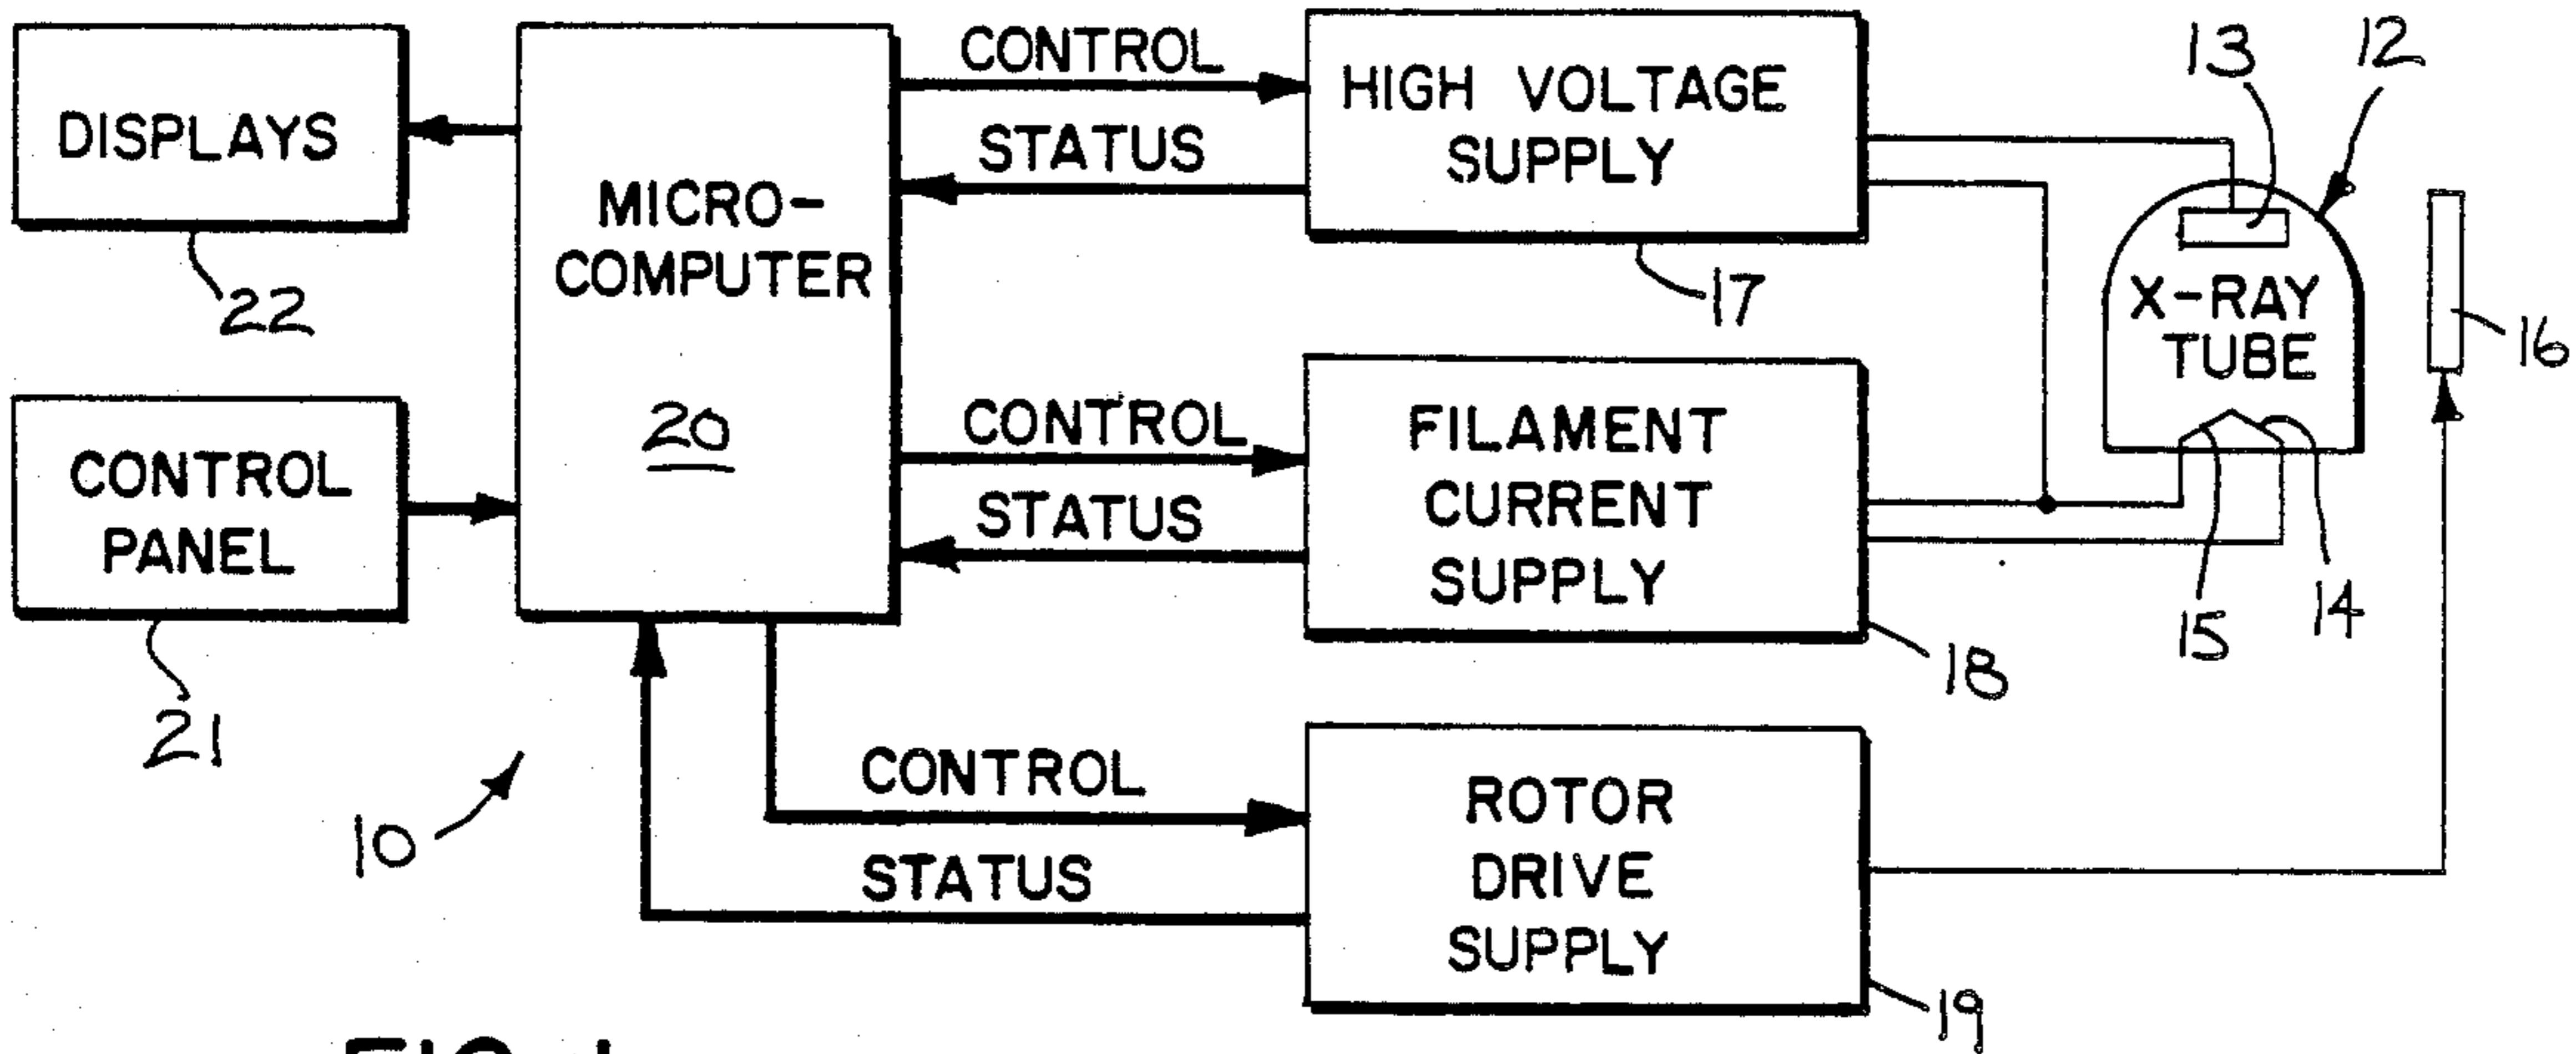 DISPLAYS
22
CONTROL
PANEL
21
10
MICRO-
COMPUTER
20
CONTROL
STATUS
HIGH VOLTAGE
SUPPLY
17
CONTROL
STATUS
FILAMENT
CURRENT
SUPPLY
18
CONTROL
STATUS
ROTOR
DRIVE
SUPPLY
19
13
12
X-RAY
TUBE
16
15
14